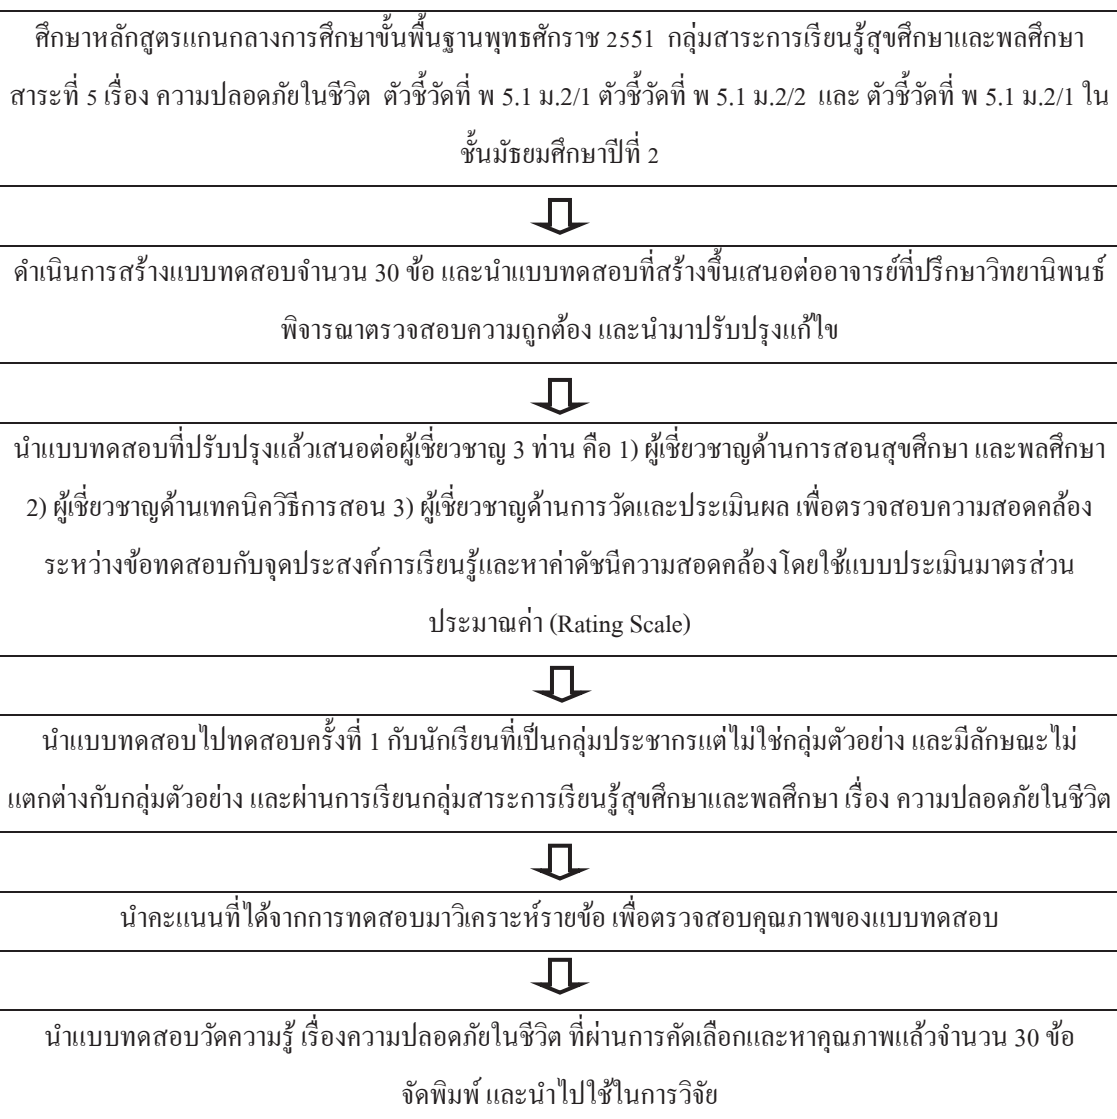 ศึกษาหลักสูตรแกนกลางการศึกษาขั้นพื้นฐานพุทธศักราช 2551 กลุ่มสาระการเรียนรู้สุขศึกษาและพลศึกษา
สาระที่ 5 เรื่อง ความปลอดภัยในชีวิต ตัวชี้วัดที่ พ 5.1 ม.2/1 ตัวชี้วัดที่ พ 5.1 ม.2/2 และ ตัวชี้วัดที่ พ 5.1 ม.2/1 ใน
ชั้นมัธยมศึกษาปีที่ 2
ดำเนินการสร้างแบบทดสอบจำนวน 30 ข้อ และนำแบบทดสอบที่สร้างขึ้นเสนอต่ออาจารย์ที่ปรึกษาวิทยานิพนธ์
พิจารณาตรวจสอบความถูกต้อง และนำมาปรับปรุงแก้ไข
นำแบบทดสอบที่ปรับปรุงแล้วเสนอต่อผู้เชี่ยวชาญ 3 ท่าน คือ 1) ผู้เชี่ยวชาญด้านการสอนสุขศึกษา และพลศึกษา
2) ผู้เชี่ยวชาญด้านเทคนิควิธีการสอน 3) ผู้เชี่ยวชาญด้านการวัดและประเมินผล เพื่อตรวจสอบความสอดคล้อง
ระหว่างข้อทดสอบกับจุดประสงค์การเรียนรู้และหาค่าดัชนีความสอดคล้องโดยใช้แบบประเมินมาตรส่วน
ประมาณค่า (Rating Scale)
นำแบบทดสอบไปทดสอบครั้งที่ 1 กับนักเรียนที่เป็นกลุ่มประชากรแต่ไม่ใช่กลุ่มตัวอย่าง และมีลักษณะไม่
แตกต่างกับกลุ่มตัวอย่าง และผ่านการเรียนกลุ่มสาระการเรียนรู้สุขศึกษาและพลศึกษา เรื่อง ความปลอดภัยในชีวิต
นำคะแนนที่ได้จากการทดสอบมาวิเคราะห์รายข้อ เพื่อตรวจสอบคุณภาพของแบบทดสอบ
นำแบบทดสอบวัดความรู้ เรื่องความปลอดภัยในชีวิต ที่ผ่านการคัดเลือกและหาคุณภาพแล้วจำนวน 30 ข้อ
จัดพิมพ์ และนำไปใช้ในการวิจัย